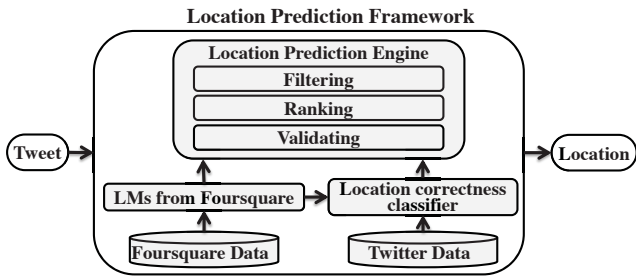 Location Prediction Framework
Location Prediction Engine
Filtering
Ranking
Validating
Tweet
Location
LMs from Foursquare
Location correctness
classifier
Foursquare Data
Twitter Data